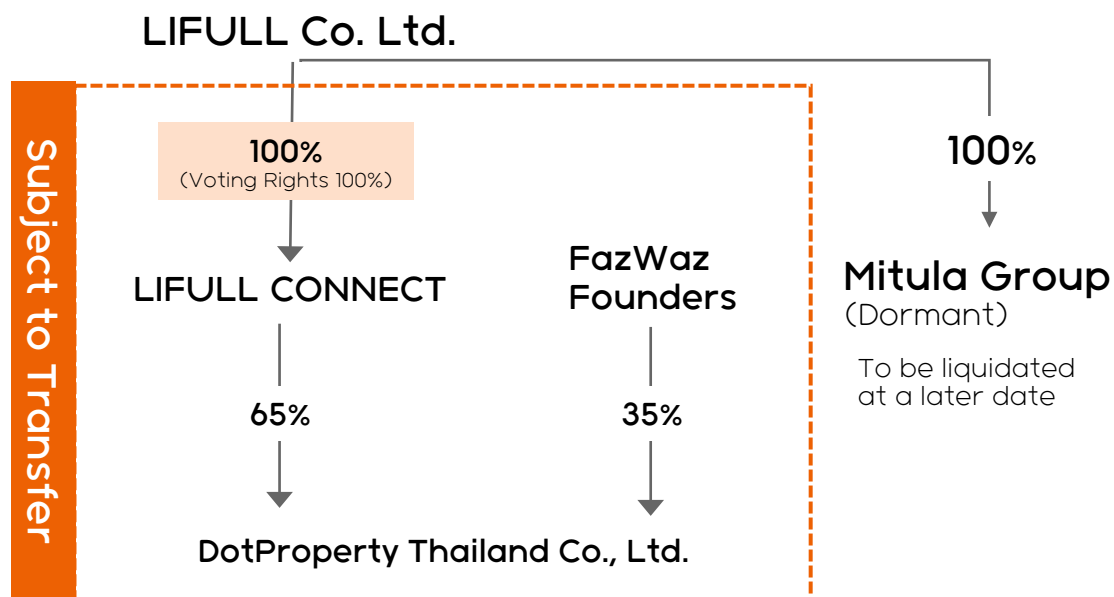 LIFULL Co. Ltd.
Subject to Transfer
100%
(Voting Rights 100%)
100%
LIFULL CONNECT
FazWaz
Founders
Mitula Group
(Dormant)
To be liquidated
at a later date
65%
35%
DotProperty Thailand Co., Ltd.